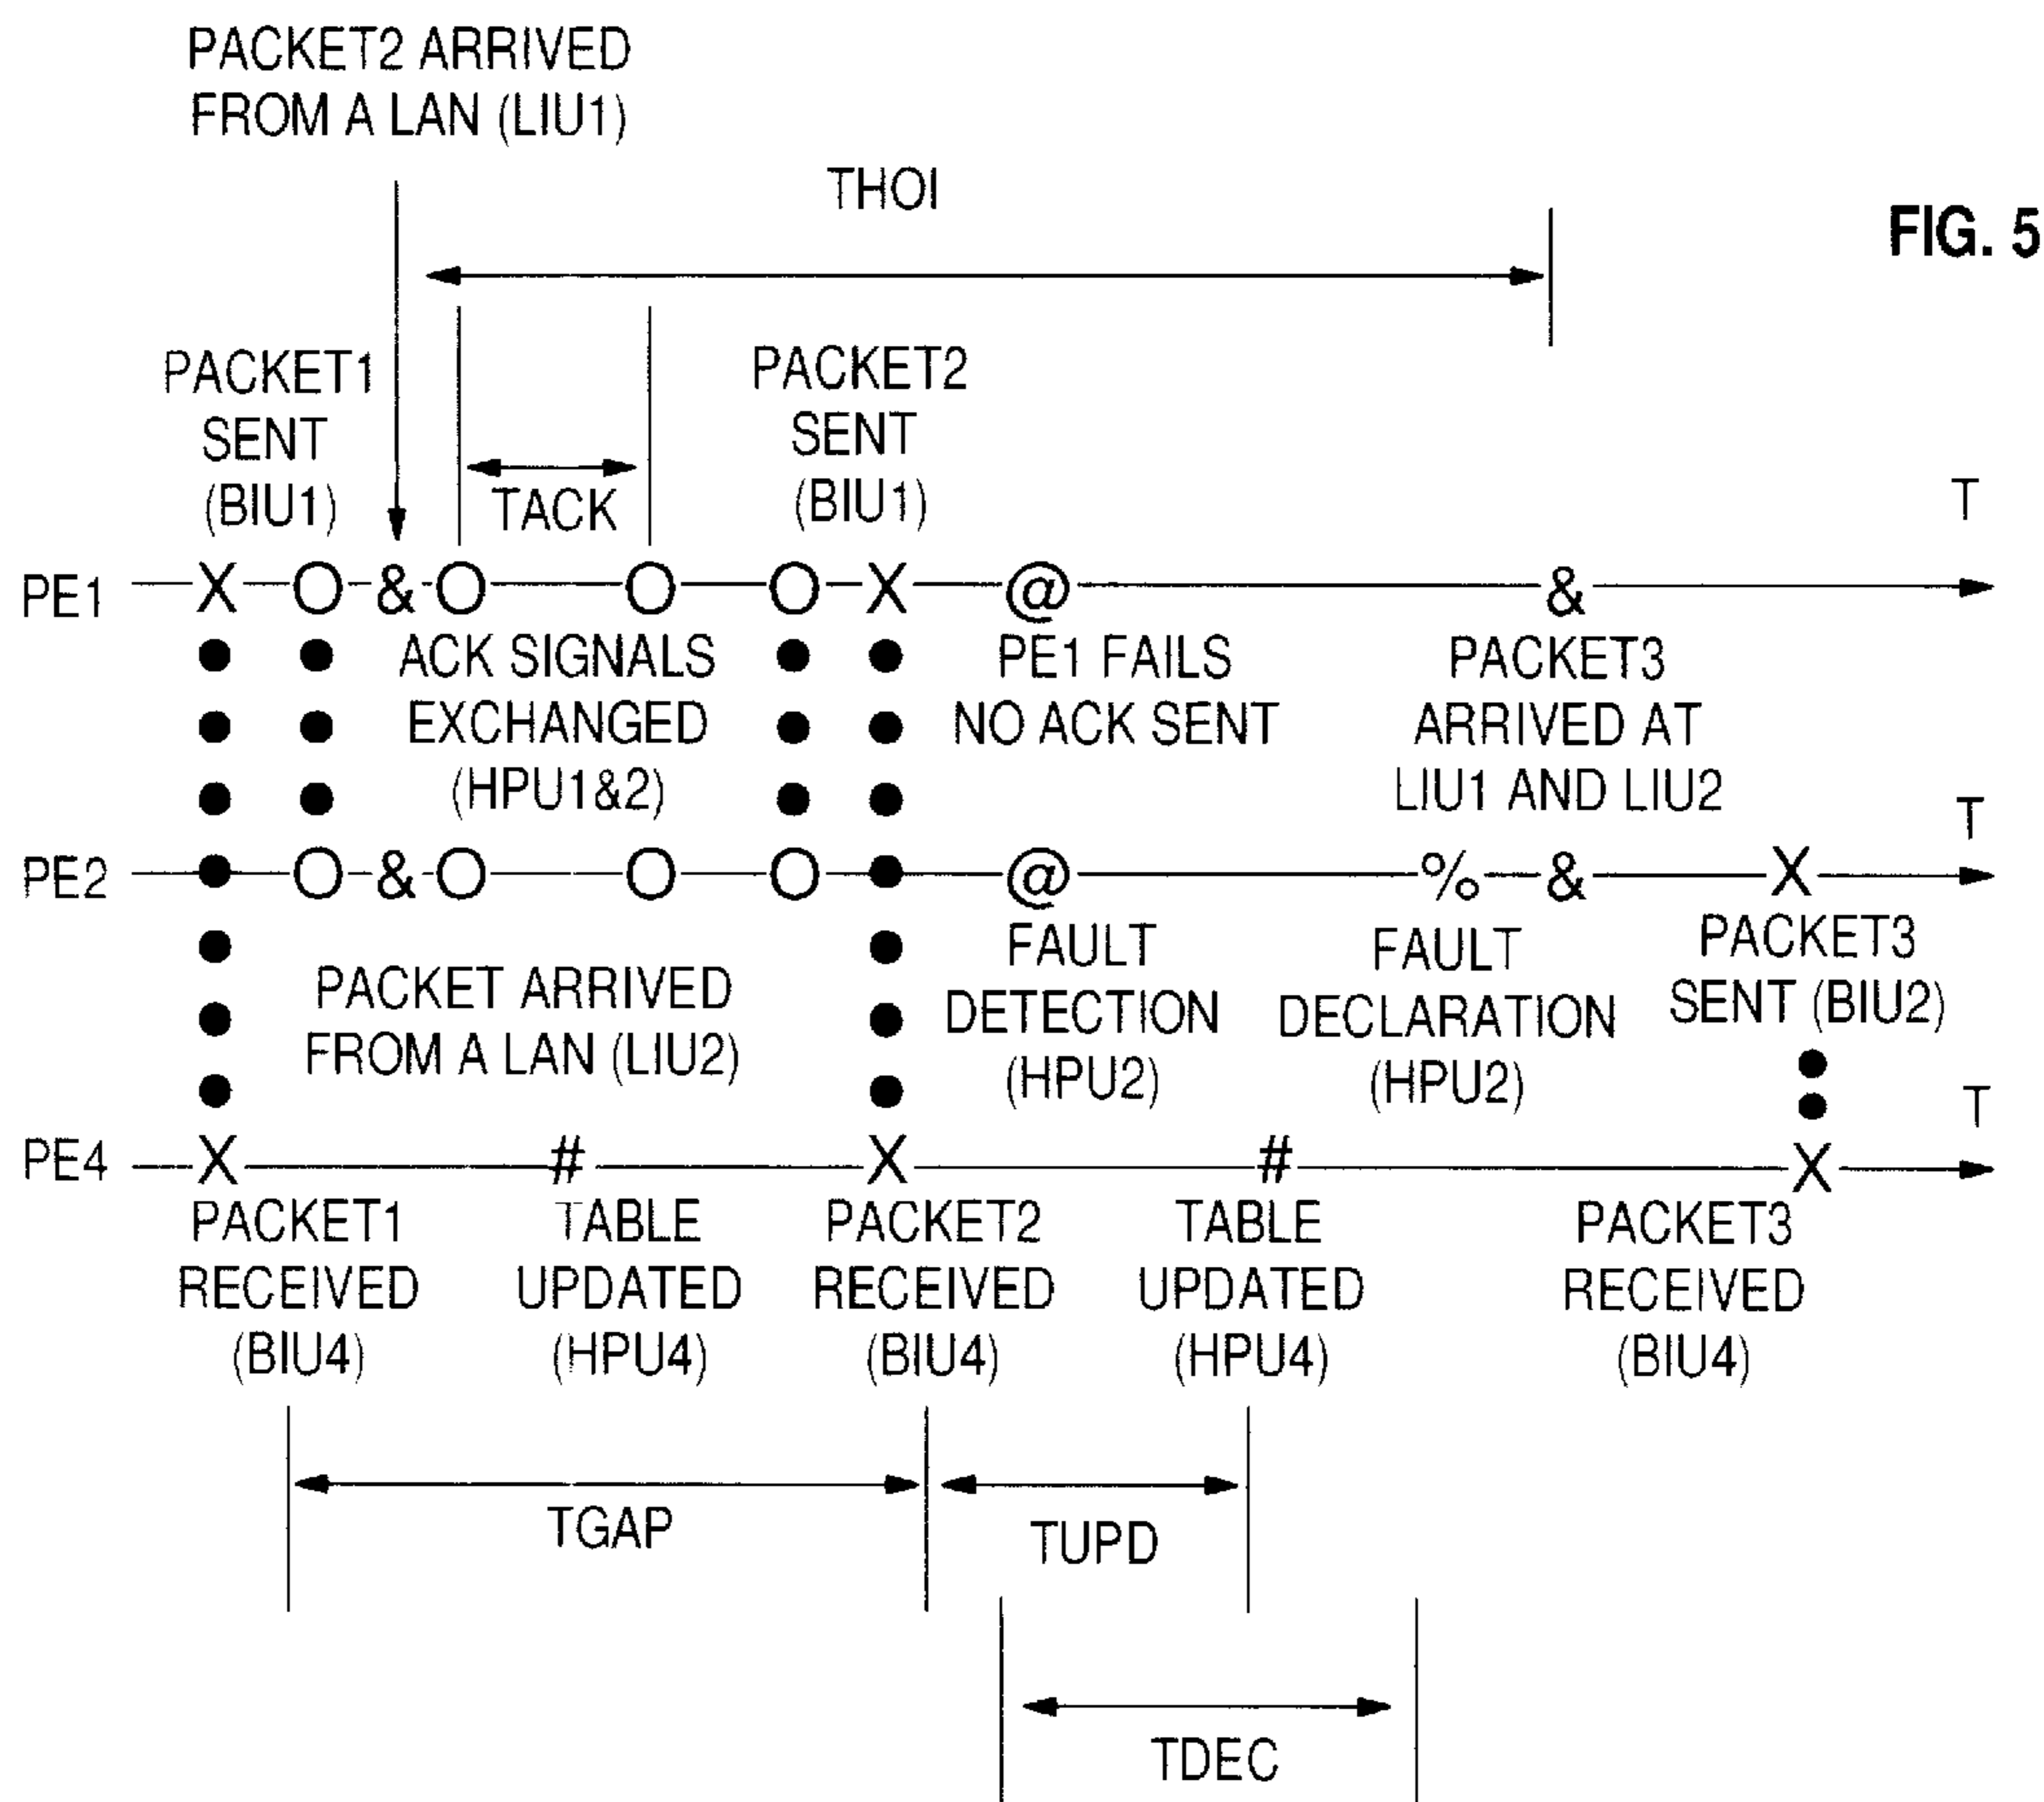 PACKET2 ARRIVED
FROM A LAN (LIU1)
THOI
FIG. 5
PACKET1
SENT
(BIU1)
TACK
PACKET2
SENT
(BIU1)
T
PE1 X O & O O O X @ &
ACK SIGNALS
EXCHANGED
(HPU1&2)
PE1 FAILS
NO ACK SENT
PACKET3
ARRIVED AT
LIU1 AND LIU2
T
PE2 O & O O O @ % & X
PACKET ARRIVED
FROM A LAN (LIU2)
FAULT
DETECTION
(HPU2)
FAULT
DECLARATION
(HPU2)
PACKET3
SENT (BIU2)
T
PE4 X # X # X
PACKET1
RECEIVED
(BIU4)
TABLE
UPDATED
(HPU4)
PACKET2
RECEIVED
(BIU4)
TABLE
UPDATED
(HPU4)
PACKET3
RECEIVED
(BIU4)
TGAP
TUPD
TDEC